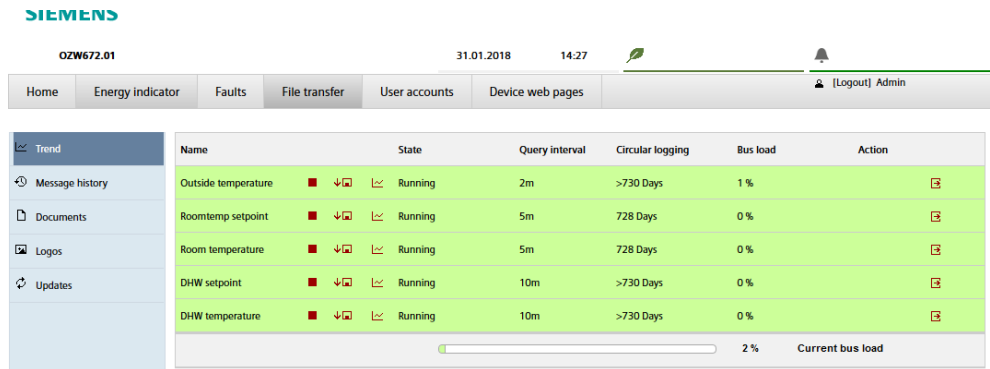 SIEMENS
OZW672.01 31.01.2018 14:27
[Logout] Admin
Home Energy indicator Faults File transfer User accounts Device web pages
Trend
Message history
Documents
Logos
Updates
Name State Query interval Circular logging Bus load Action
Outside temperature Running 2m >730 Days 1 %
Roomtemp setpoint Running 5m 728 Days 0 %
Room temperature Running 5m 728 Days 0 %
DHW setpoint Running 10m >730 Days 0 %
DHW temperature Running 10m >730 Days 0 %
2 % Current bus load